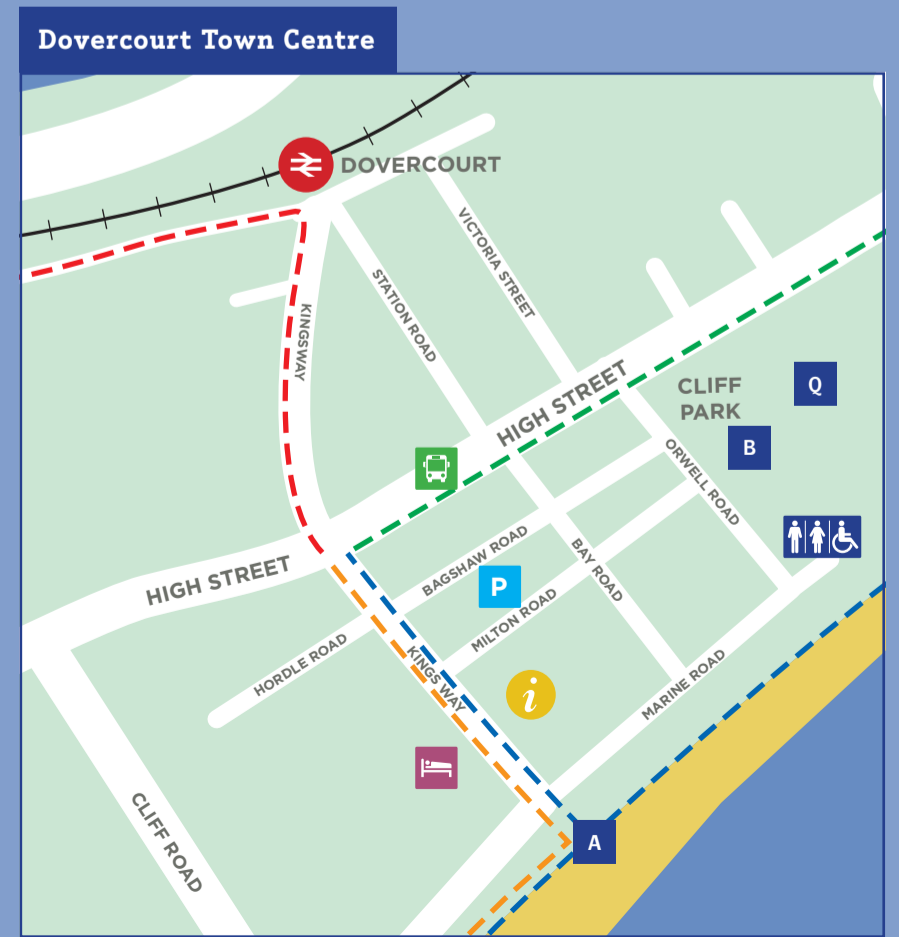 Dovercourt Town Centre
DOVERCOURT
VICTORIA STREET
STATION ROAD
KINGSWAY
HIGH STREET
CLIFF
PARK
Q
B
ORWELL ROAD
BAGSHAW ROAD
BAY ROAD
HIGH STREET
P
MILTON ROAD
HORDLE ROAD
KINGS WAY
i
MARINE ROAD
CLIFF ROAD
A